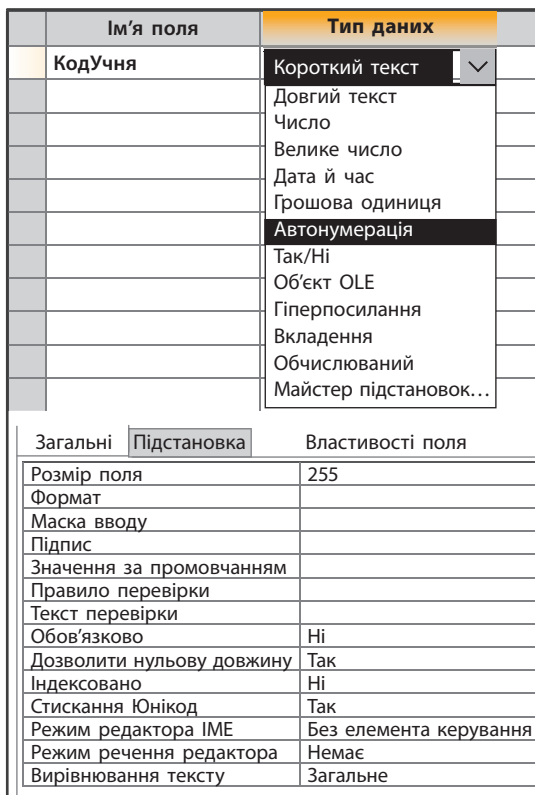 Ім'я поля Тип даних
КодУчня Короткий текст
Довгий текст
Число
Велике число
Дата й час
Грошова одиниця
Автонумерація
Так/Ні
Об'єкт OLE
Гіперпосилання
Вкладення
Обчислюваний
Майстер підстановок...
Загальні Підстановка Властивості поля
Розмір поля 255
Формат
Маска вводу
Підпис
Значення за промовчанням
Правило перевірки
Текст перевірки
Обов'язково Ні
Дозволити нульову довжину Так
Індексовано Ні
Стискання Юнікод Так
Режим редактора IME Без елемента керування
Режим речення редактора Немає
Вирівнювання тексту Загальне